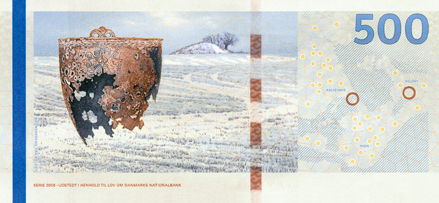 500
SERIE 2009 · UDSTEDT I HENHOLD TIL LOV OM DANMARKS NATIONALBANK